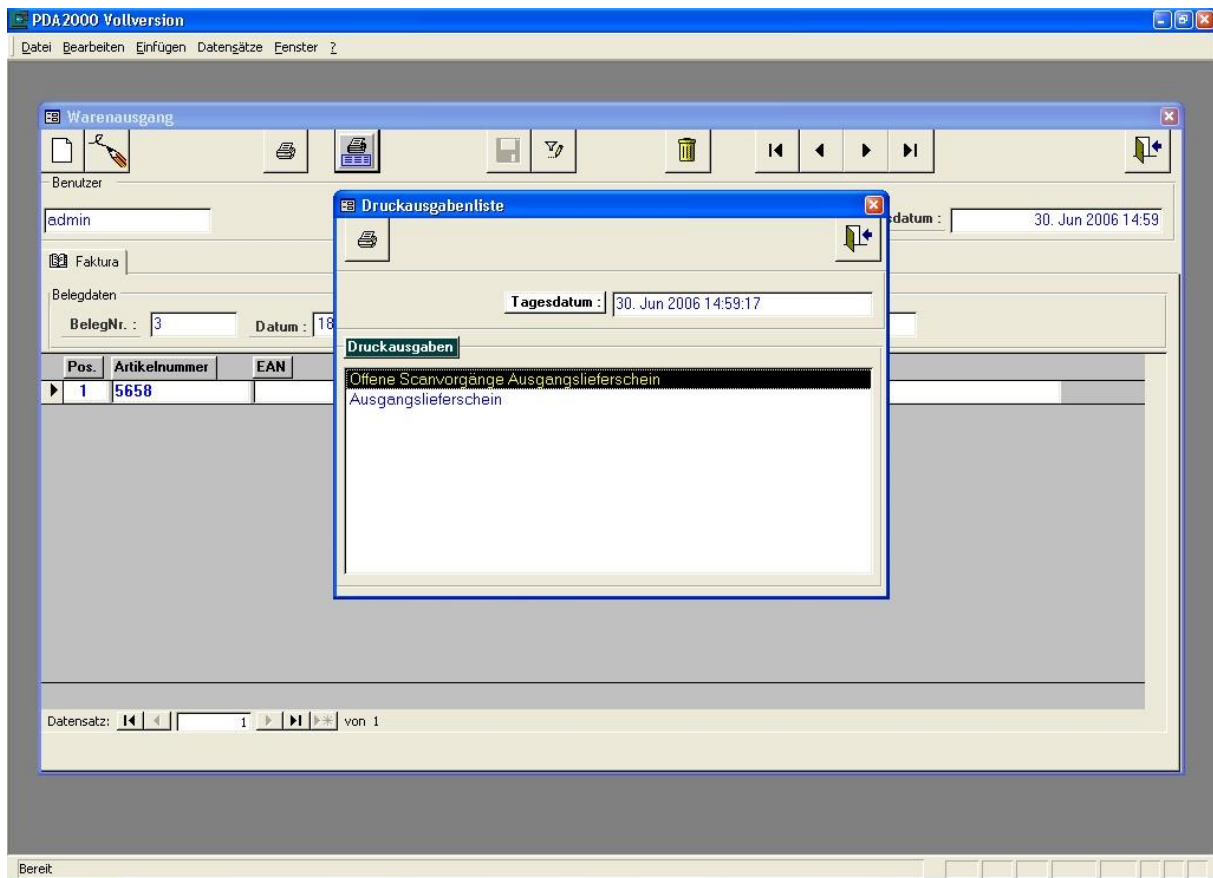 PDA2000 Vollversion
Datei Bearbeiten Einfügen Datensätze Fenster ?
Warenausgang
Benutzer
admin
datum : 30. Jun 2006 14:59
Druckausgabenliste
Tagesdatum : 30. Jun 2006 14:59:17
Druckausgaben
Offene Scanvorgänge Ausgangslieferschein
Ausgangslieferschein
Faktura
Belegdaten
BelegNr. : 3 Datum : 18
Pos. Artikelnummer EAN
1 5658
Datensatz: 1 von 1
Bereit